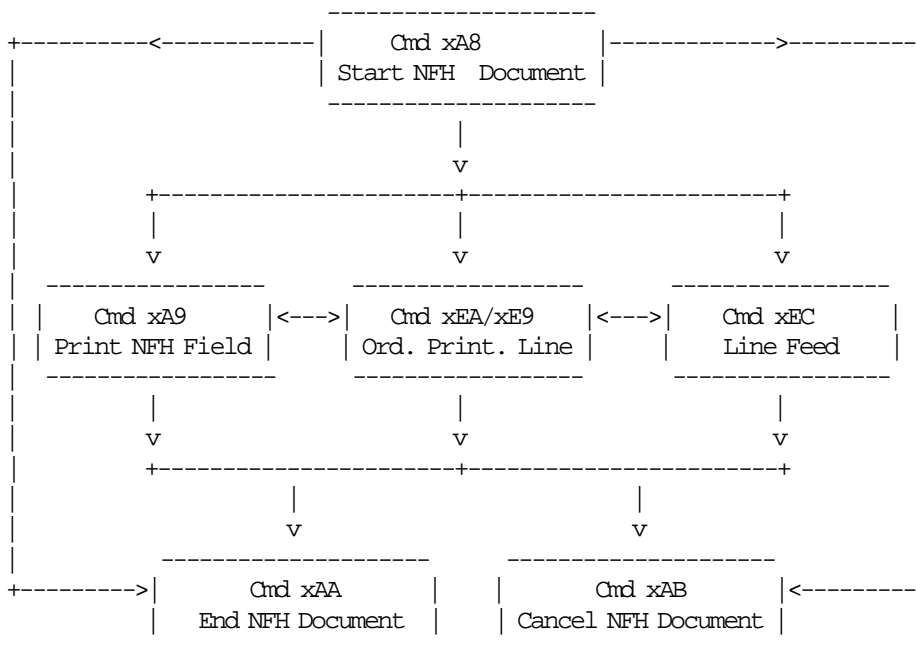 Cmd xA8
Start NFH Document
v
v v v
Cmd xA9 <---> Cmd xEA/xE9 <---> Cmd xEC
Print NFH Field Ord. Print. Line Line Feed
v v v
v v
Cmd xAA Cmd xAB
End NFH Document Cancel NFH Document